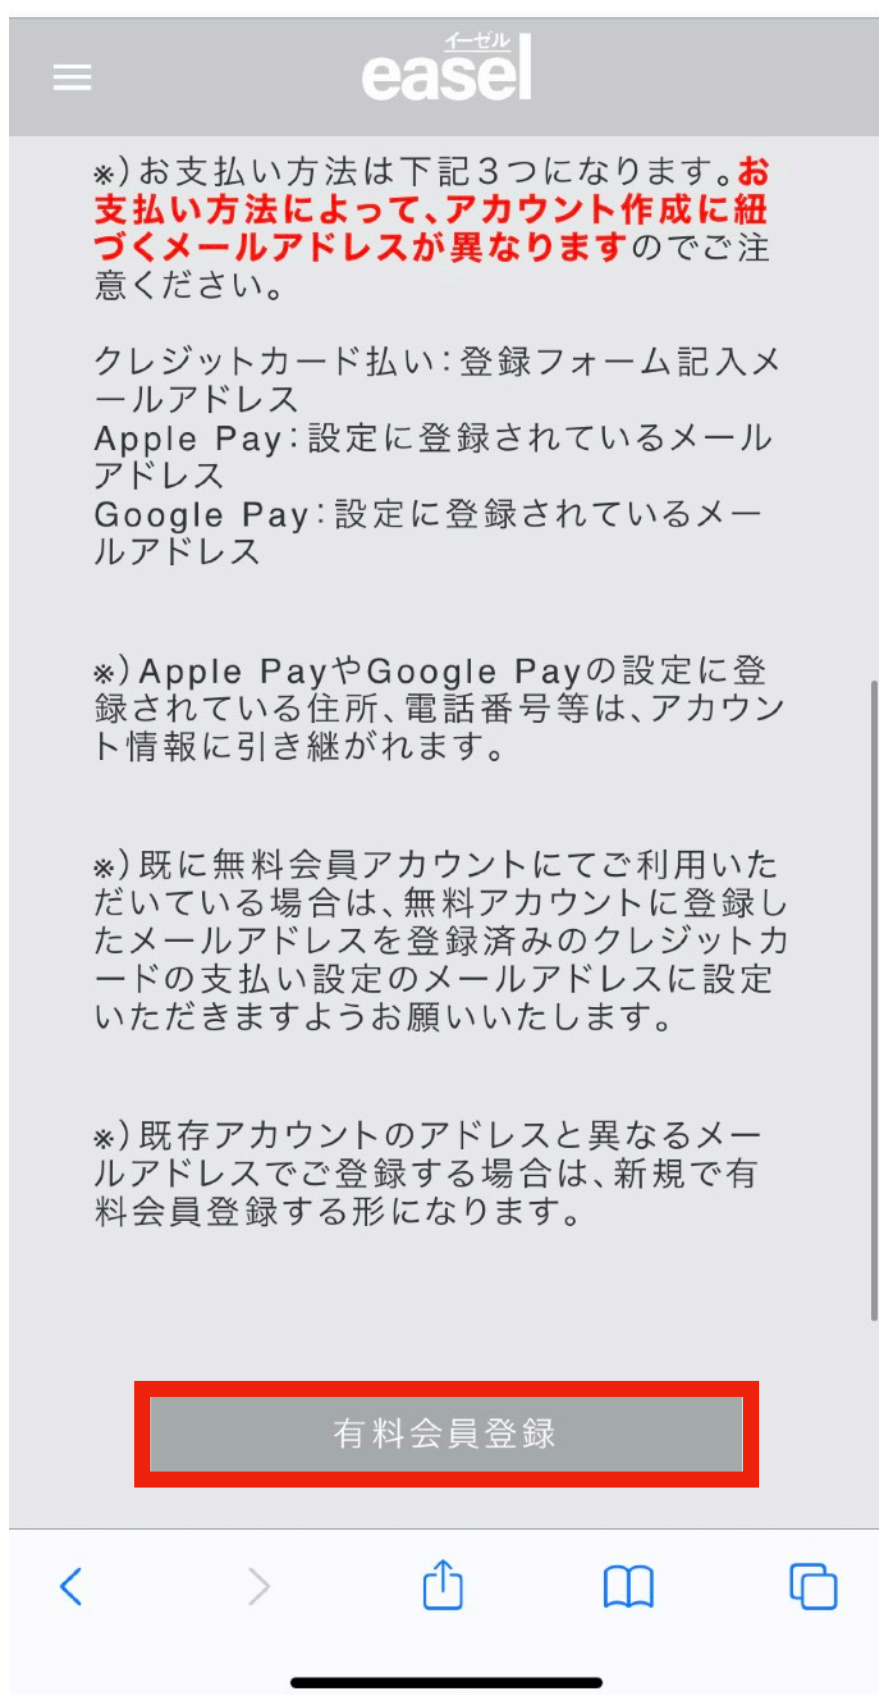 イーゼル
easel
※)お支払い方法は下記3つになります。お
支払い方法によって、アカウント作成に紐
づくメールアドレスが異なりますのでご注
意ください。
クレジットカード払い:登録フォーム記入メ
ールアドレス
Apple Pay:設定に登録されているメール
アドレス
Google Pay:設定に登録されているメー
ルアドレス
※)Apple PayやGoogle Payの設定に登
録されている住所、電話番号等は、アカウン
ト情報に引き継がれます。
※)既に無料会員アカウントにてご利用いた
だいている場合は、無料アカウントに登録し
たメールアドレスを登録済みのクレジットカ
ードの支払い設定のメールアドレスに設定
いただきますようお願いいたします。
※)既存アカウントのアドレスと異なるメー
ルアドレスでご登録する場合は、新規で有
料会員登録する形になります。
有料会員登録